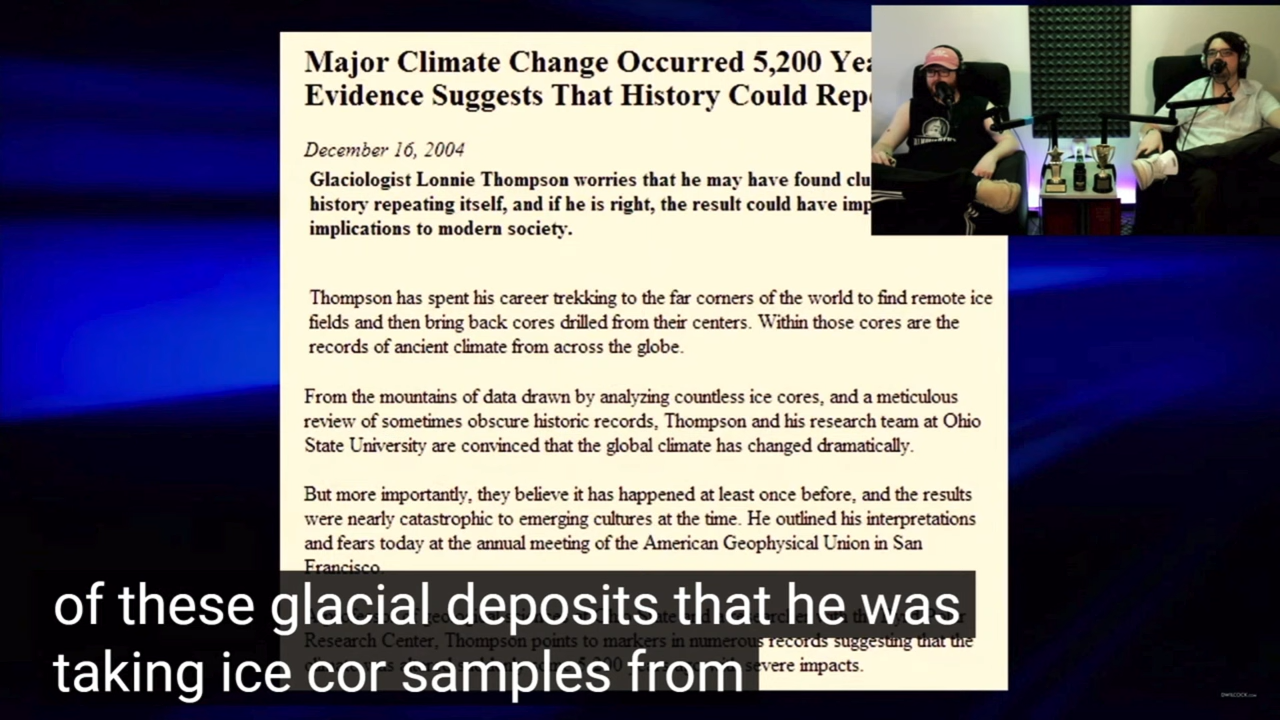 Major Climate Change Occurred 5,200
Evidence Suggests That History Could
December 16, 2004
Glaciologist Lonnie Thompson worries that he may have found
history repeating itself, and if he is right, the result could have
implications to modern society.
Thompson has spent his career trekking to the far corners of the world to find remote ice
fields and then bring back cores drilled from their centers. Within those cores are the
records of ancient climate from across the globe.
From the mountains of data drawn by analyzing countless ice cores, and a meticulous
review of sometimes obscure historic records, Thompson and his research team at Ohio
State University are convinced that the global climate has changed dramatically.
But more importantly, they believe it has happened at least once before, and the results
were nearly catastrophic to emerging cultures at the time. He outlined his interpretations
and fears today at the annual meeting of the American Geophysical Union in San
Francisco.
Research Center, Thompson points to markers in numerous records suggesting that the
severe impacts.
of these glacial deposits that he was
taking ice cor samples from